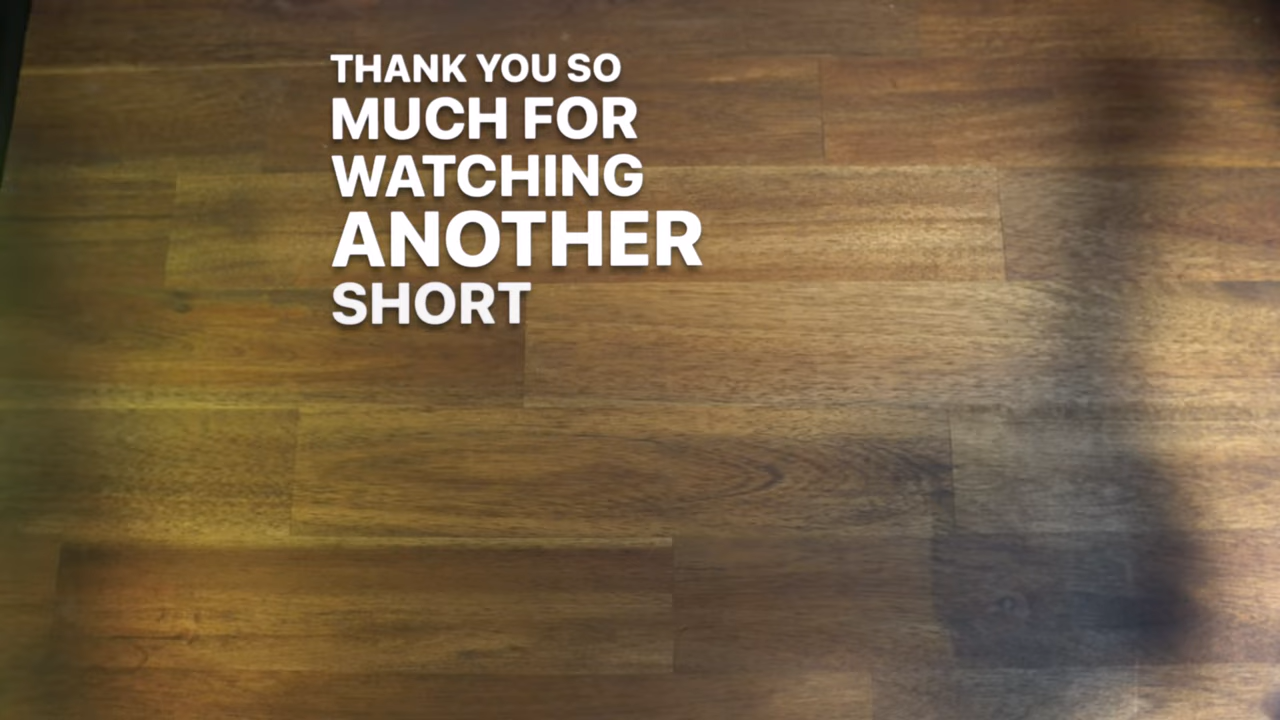 THANK YOU SO
MUCH FOR
WATCHING
ANOTHER
SHORT